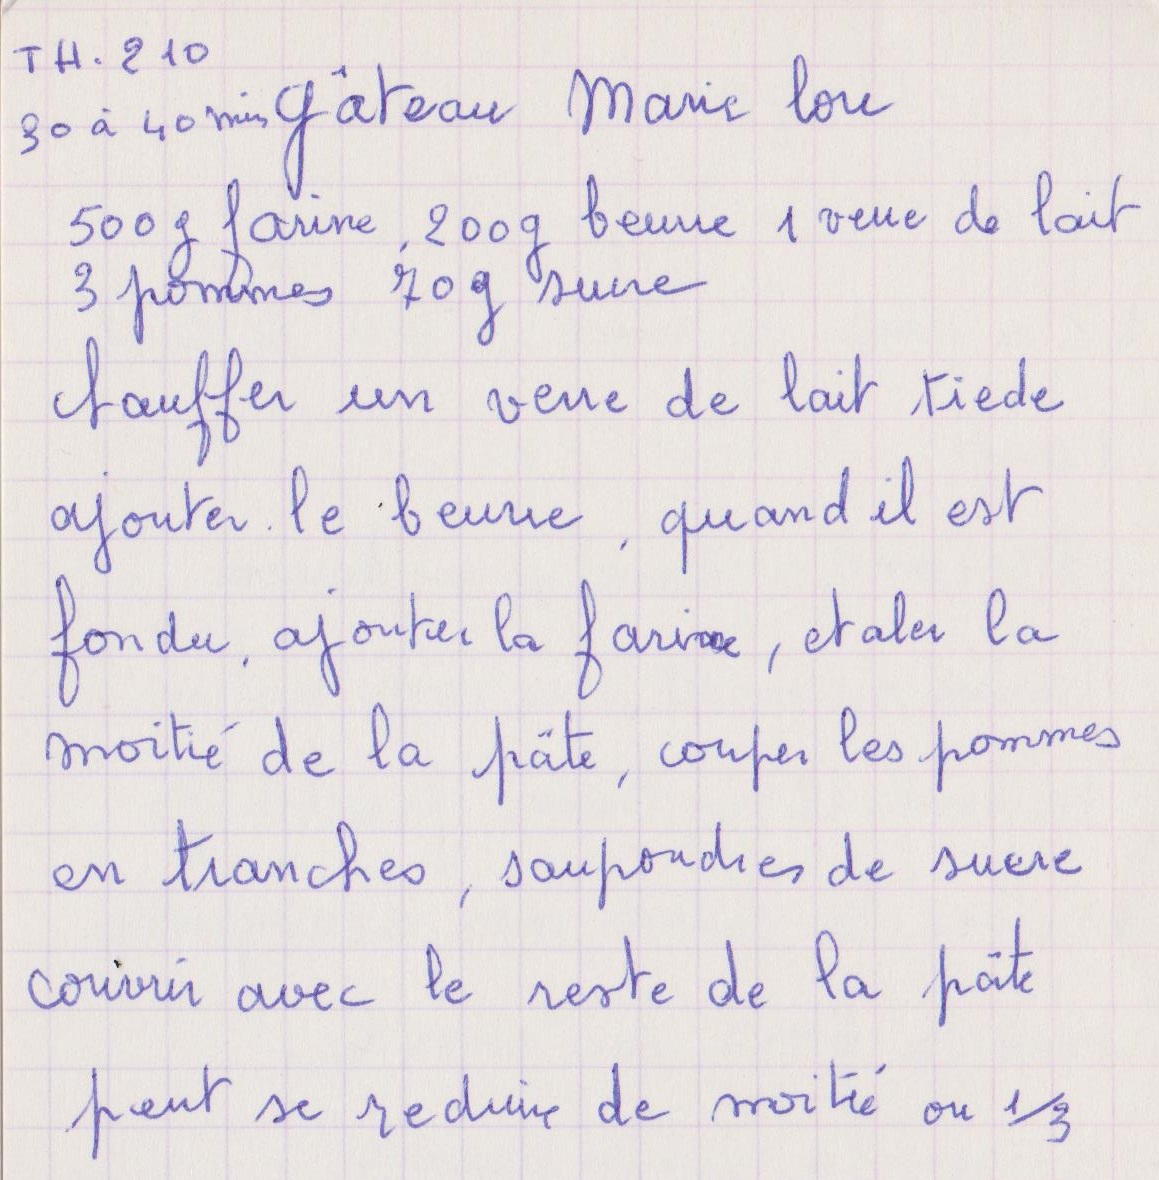 TH. 210
30 à 40 min Gâteau Marie lou
500g farine, 200g beurre 1 verre de lait
3 pommes 70g sucre
chauffer un verre de lait tiede
ajouter le beurre, quand il est
fondu, ajouter la farine, etaler la
moitié de la pâte, couper les pommes
en tranches, saupoudrer de sucre
couvrir avec le reste de la pâte
peut se reduire de moitié ou 1/3